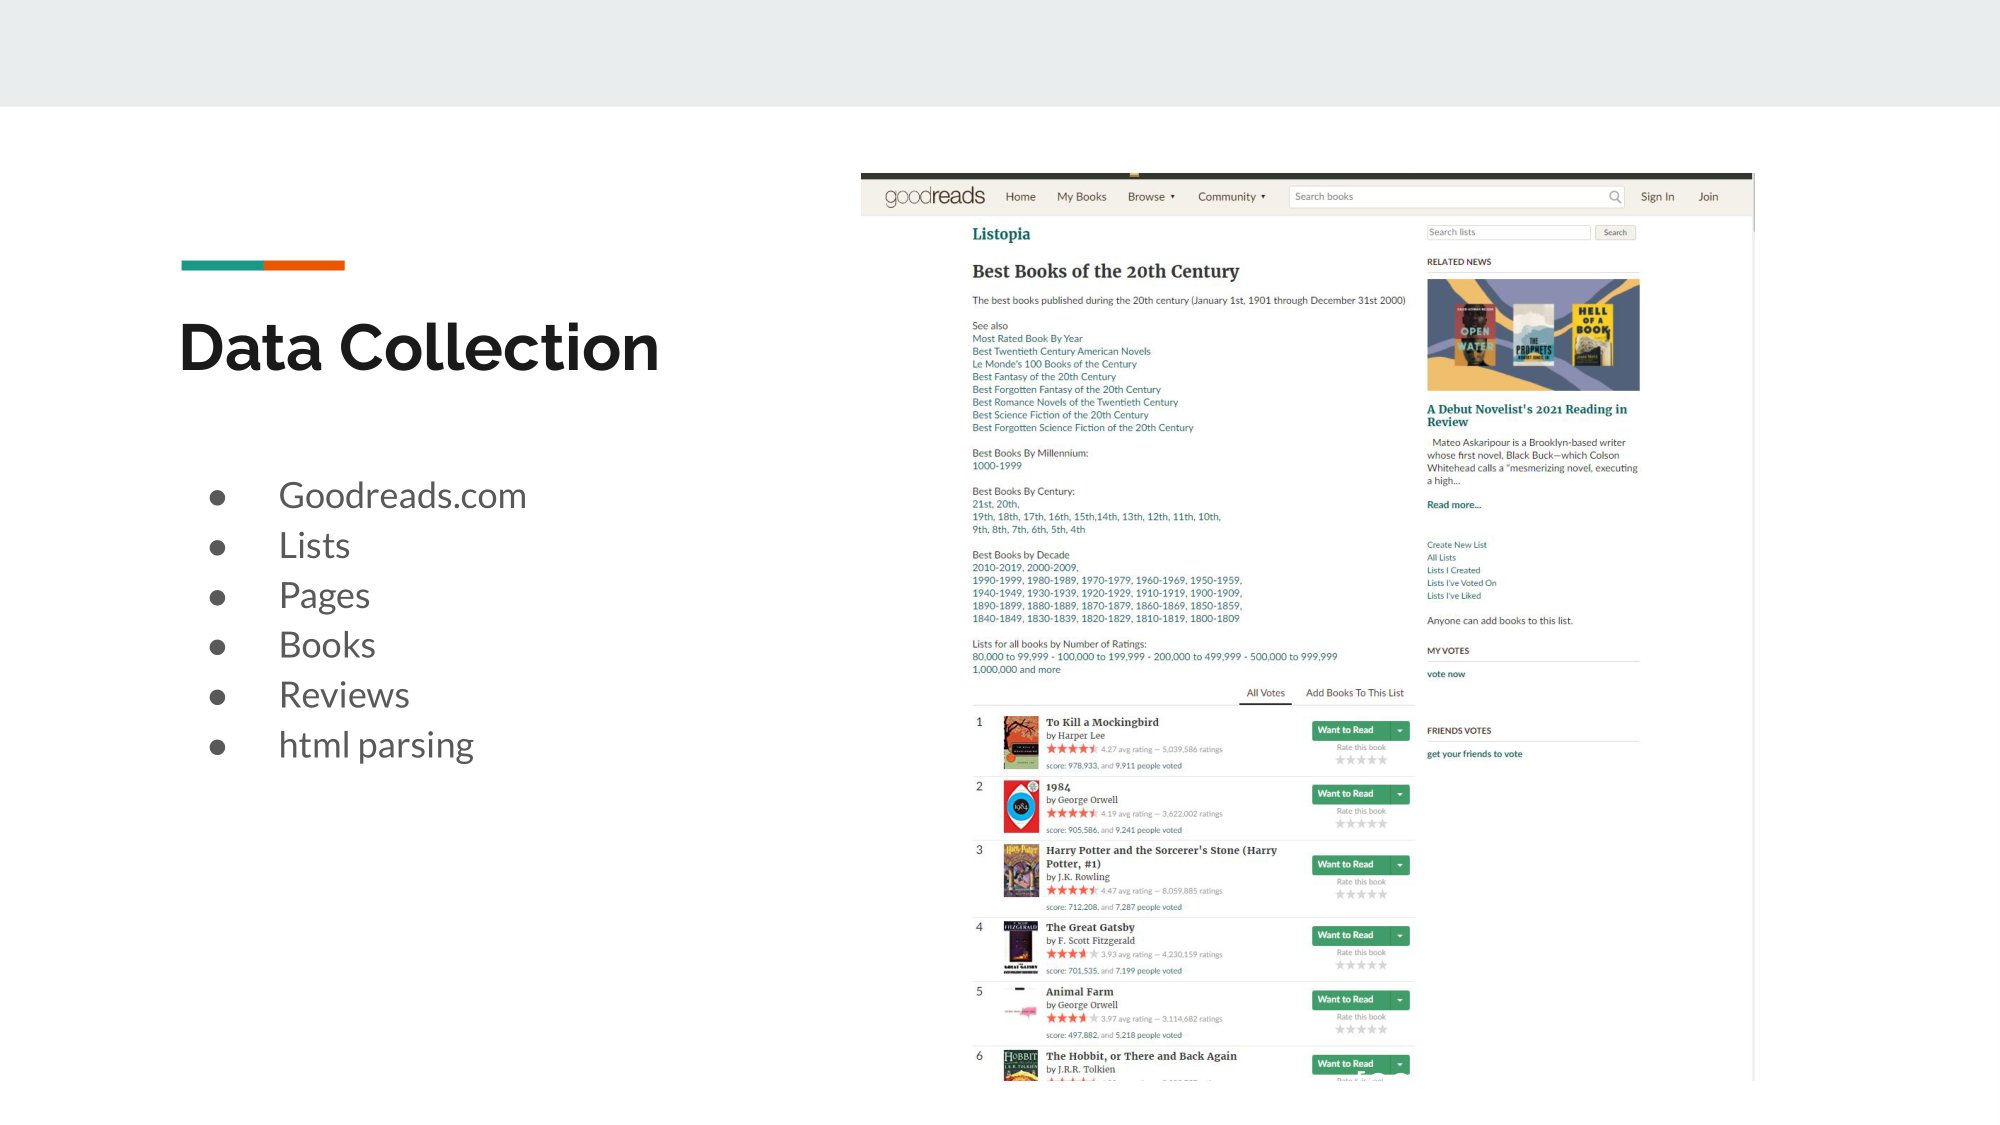 Data Collection
● Goodreads.com
● Lists
● Pages
● Books
● Reviews
● html parsing
goodreads Home My Books Browse ▾ Community ▾ Search books Sign In Join
Listopia
Best Books of the 20th Century
The best books published during the 20th century (January 1st, 1901 through December 31st 2000)
See also
Most Rated Book By Year
Best Twentieth Century American Novels
Le Monde's 100 Books of the Century
Best Fantasy of the 20th Century
Best Forgotten Fantasy of the 20th Century
Best Romance Novels of the Twentieth Century
Best Science Fiction of the 20th Century
Best Forgotten Science Fiction of the 20th Century
Best Books By Millennium:
1000-1999
Best Books By Century:
21st, 20th,
19th, 18th, 17th, 16th, 15th,14th, 13th, 12th, 11th, 10th,
9th, 8th, 7th, 6th, 5th, 4th
Best Books by Decade
2010-2019, 2000-2009,
1990-1999, 1980-1989, 1970-1979, 1960-1969, 1950-1959,
1940-1949, 1930-1939, 1920-1929, 1910-1919, 1900-1909,
1890-1899, 1880-1889, 1870-1879, 1860-1869, 1850-1859,
1840-1849, 1830-1839, 1820-1829, 1810-1819, 1800-1809
Lists for all books by Number of Ratings:
80,000 to 99,999 - 100,000 to 199,999 - 200,000 to 499,999 - 500,000 to 999,999
1,000,000 and more
All Votes Add Books To This List
1 To Kill a Mockingbird
by Harper Lee
4.27 avg rating — 5,039,586 ratings
score: 978,933, and 9,911 people voted
Want to Read
Rate this book
2 1984
by George Orwell
4.19 avg rating — 3,622,002 ratings
score: 905,586, and 9,241 people voted
Want to Read
Rate this book
3 Harry Potter and the Sorcerer's Stone (Harry
Potter, #1)
by J.K. Rowling
4.47 avg rating — 8,059,885 ratings
score: 712,208, and 7,287 people voted
Want to Read
Rate this book
4 The Great Gatsby
by F. Scott Fitzgerald
3.93 avg rating — 4,230,159 ratings
score: 701,535, and 7,199 people voted
Want to Read
Rate this book
5 Animal Farm
by George Orwell
3.97 avg rating — 3,114,682 ratings
score: 497,882, and 5,218 people voted
Want to Read
Rate this book
6 The Hobbit, or There and Back Again
by J.R.R. Tolkien
Want to Read
Search lists Search
RELATED NEWS
OPEN
WATER
THE
PROPHETS
HELL
OF A
BOOK
A Debut Novelist's 2021 Reading in
Review
Mateo Askaripour is a Brooklyn-based writer
whose first novel, Black Buck—which Colson
Whitehead calls a "mesmerizing novel, executing
a high...
Read more...
Create New List
All Lists
Lists I Created
Lists I've Voted On
Lists I've Liked
Anyone can add books to this list.
MY VOTES
vote now
FRIENDS VOTES
get your friends to vote